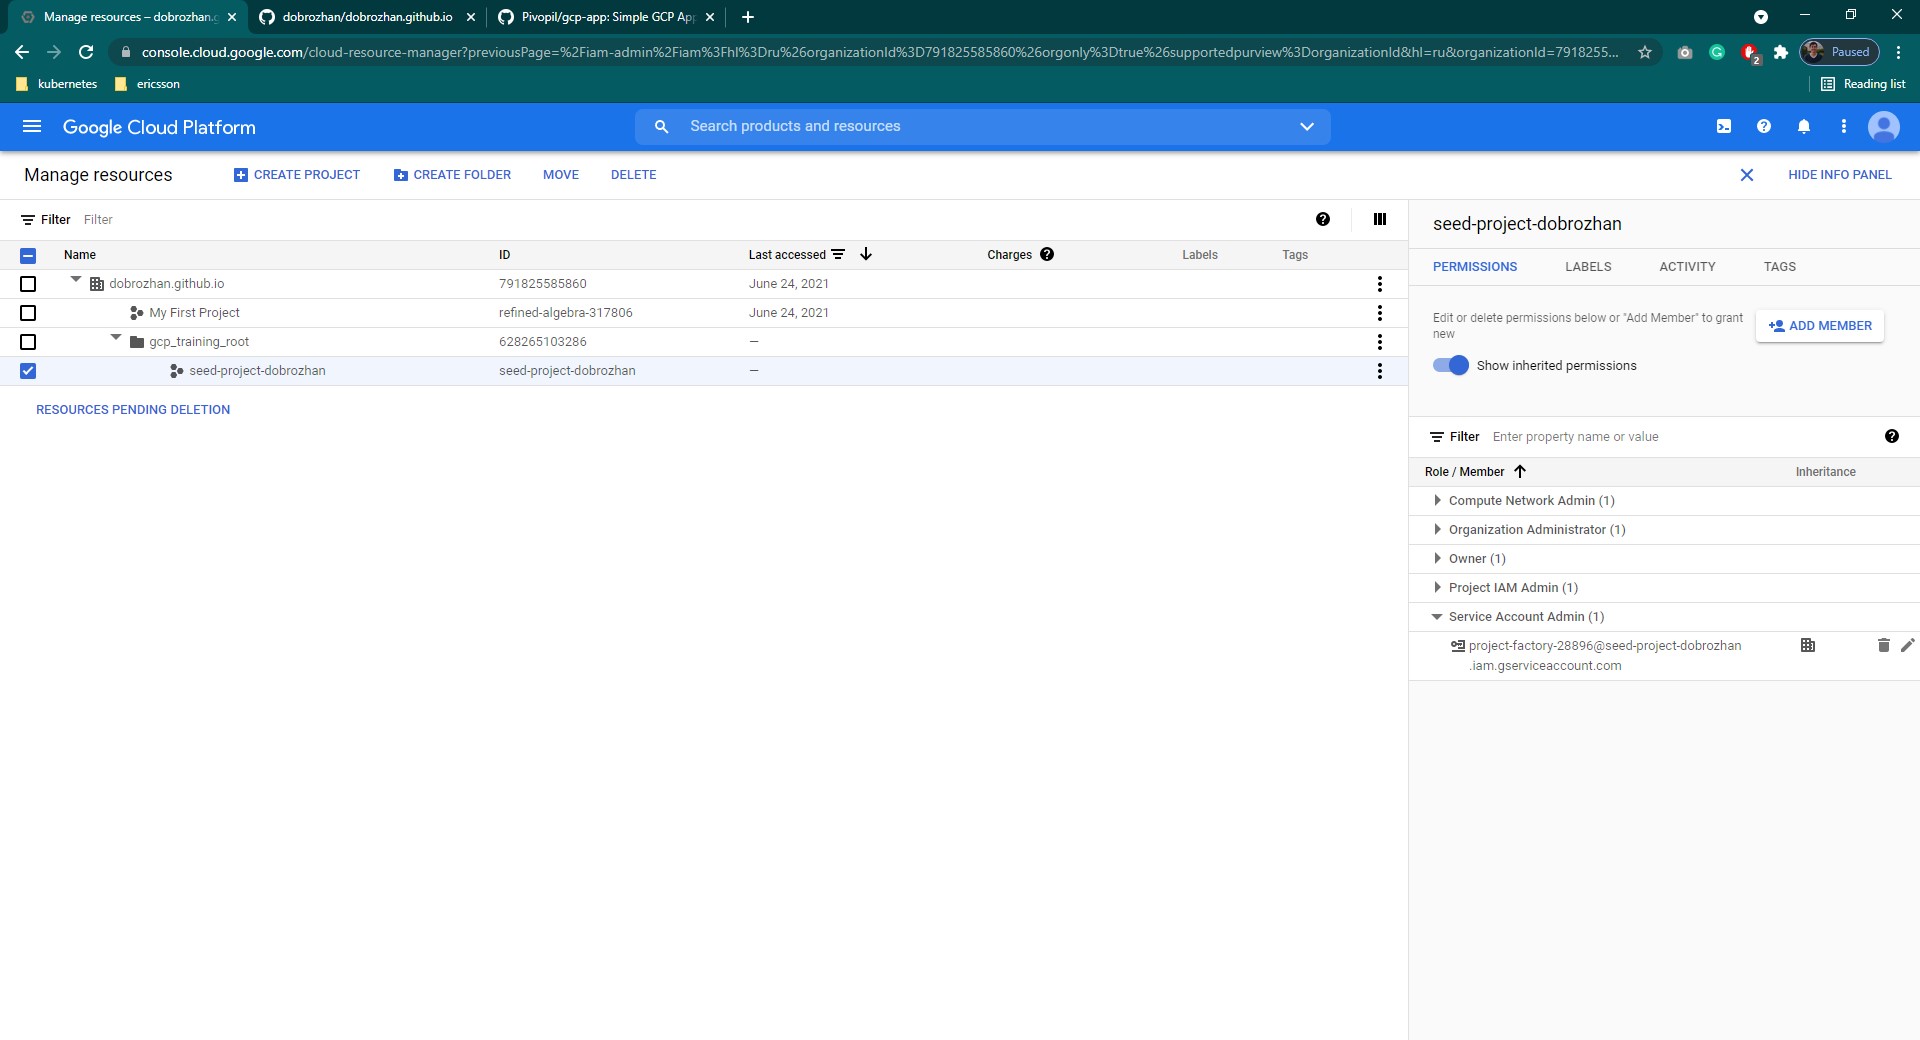 Manage resources – dobrozhan.g
dobrozhan/dobrozhan.github.io
Pivopil/gcp-app: Simple GCP App
console.cloud.google.com/cloud-resource-manager?previousPage=%2Fiam-admin%2Fiam%3Fhl%3Dru%26organizationId%3D791825585860%26orgonly%3Dtrue%26supportedpurview%3DorganizationId&hl=ru&organizationId=7918255...
2
Paused
kubernetes
ericsson
Reading list
Google Cloud Platform
Search products and resources
Manage resources
CREATE PROJECT
CREATE FOLDER
MOVE
DELETE
HIDE INFO PANEL
Filter Filter
Name ID Last accessed Charges Labels Tags
dobrozhan.github.io 791825585860 June 24, 2021
My First Project refined-algebra-317806 June 24, 2021
gcp_training_root 628265103286 —
seed-project-dobrozhan seed-project-dobrozhan —
RESOURCES PENDING DELETION
seed-project-dobrozhan
PERMISSIONS LABELS ACTIVITY TAGS
Edit or delete permissions below or "Add Member" to grant
new
ADD MEMBER
Show inherited permissions
Filter Enter property name or value
Role / Member Inheritance
Compute Network Admin (1)
Organization Administrator (1)
Owner (1)
Project IAM Admin (1)
Service Account Admin (1)
project-factory-28896@seed-project-dobrozhan
.iam.gserviceaccount.com